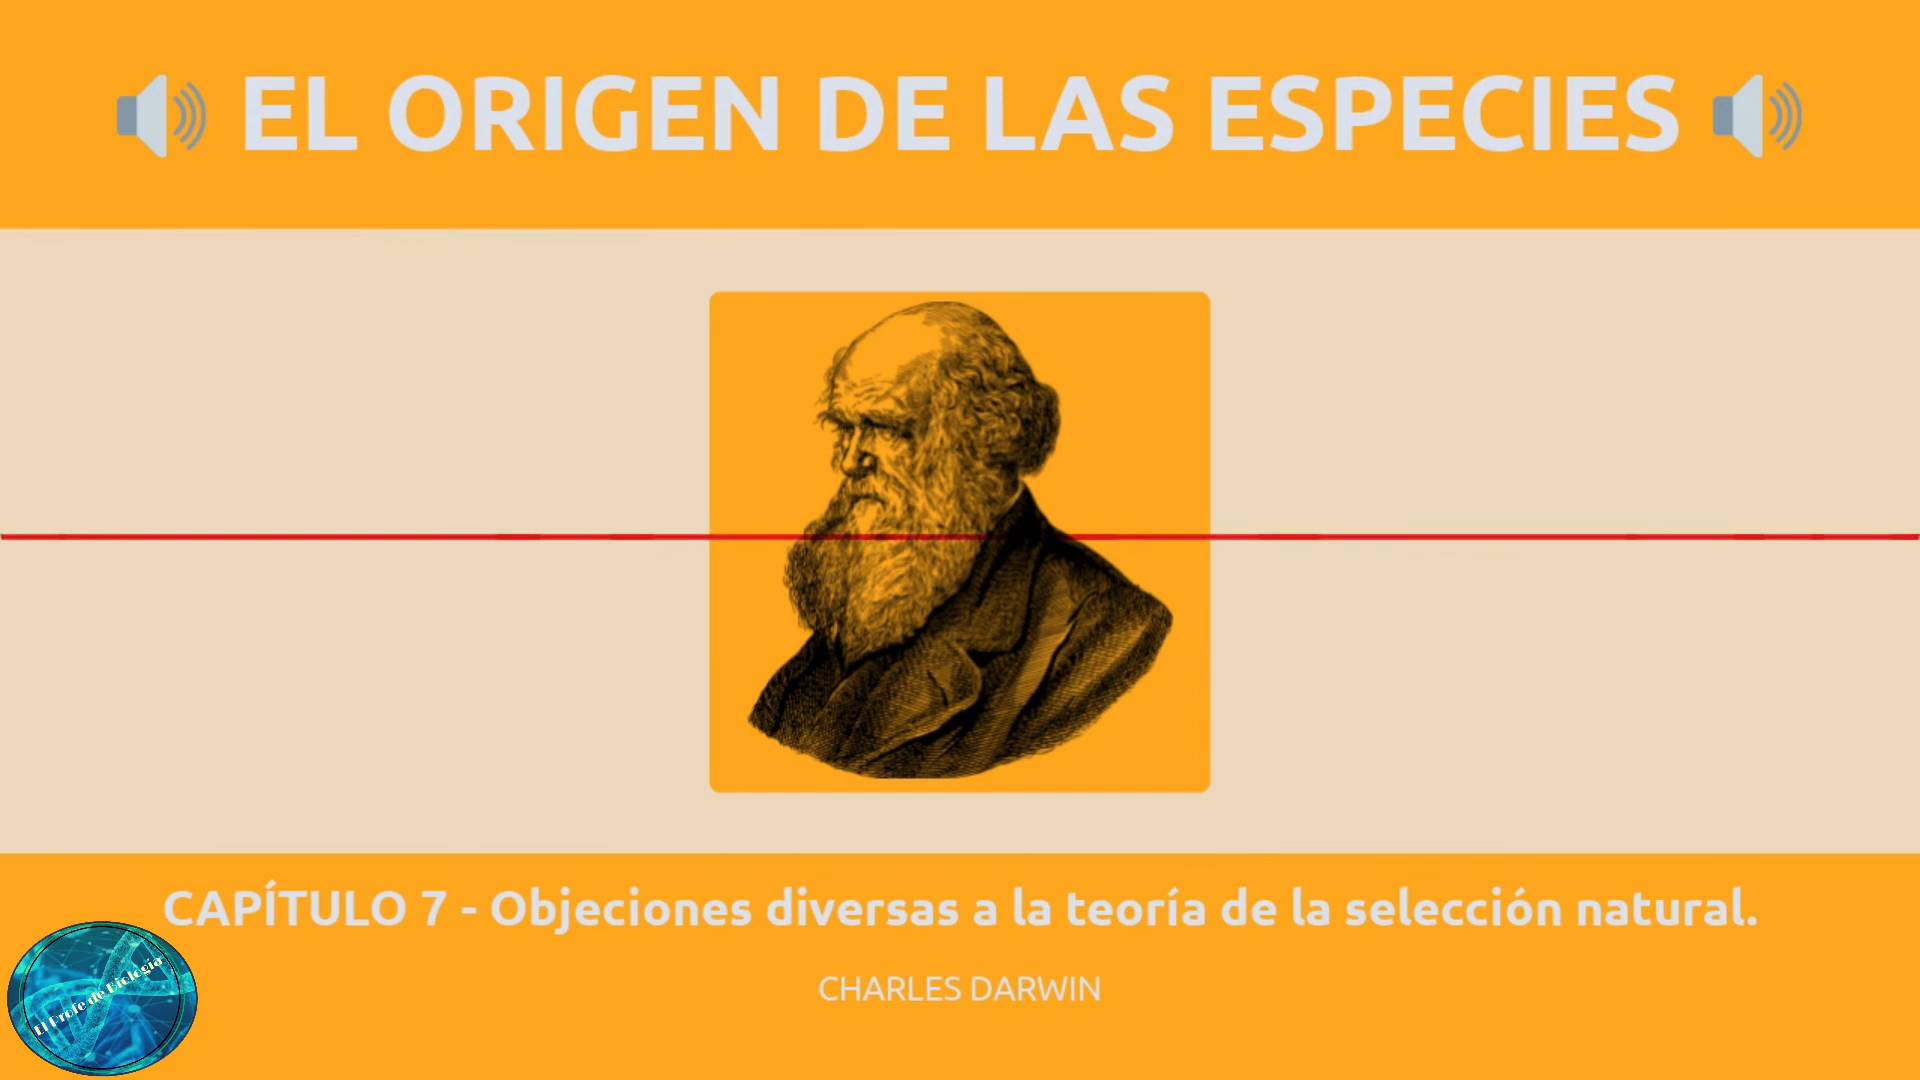 EL ORIGEN DE LAS ESPECIES
CAPÍTULO 7 - Objeciones diversas a la teoría de la selección natural.
El Profe de Biología
CHARLES DARWIN